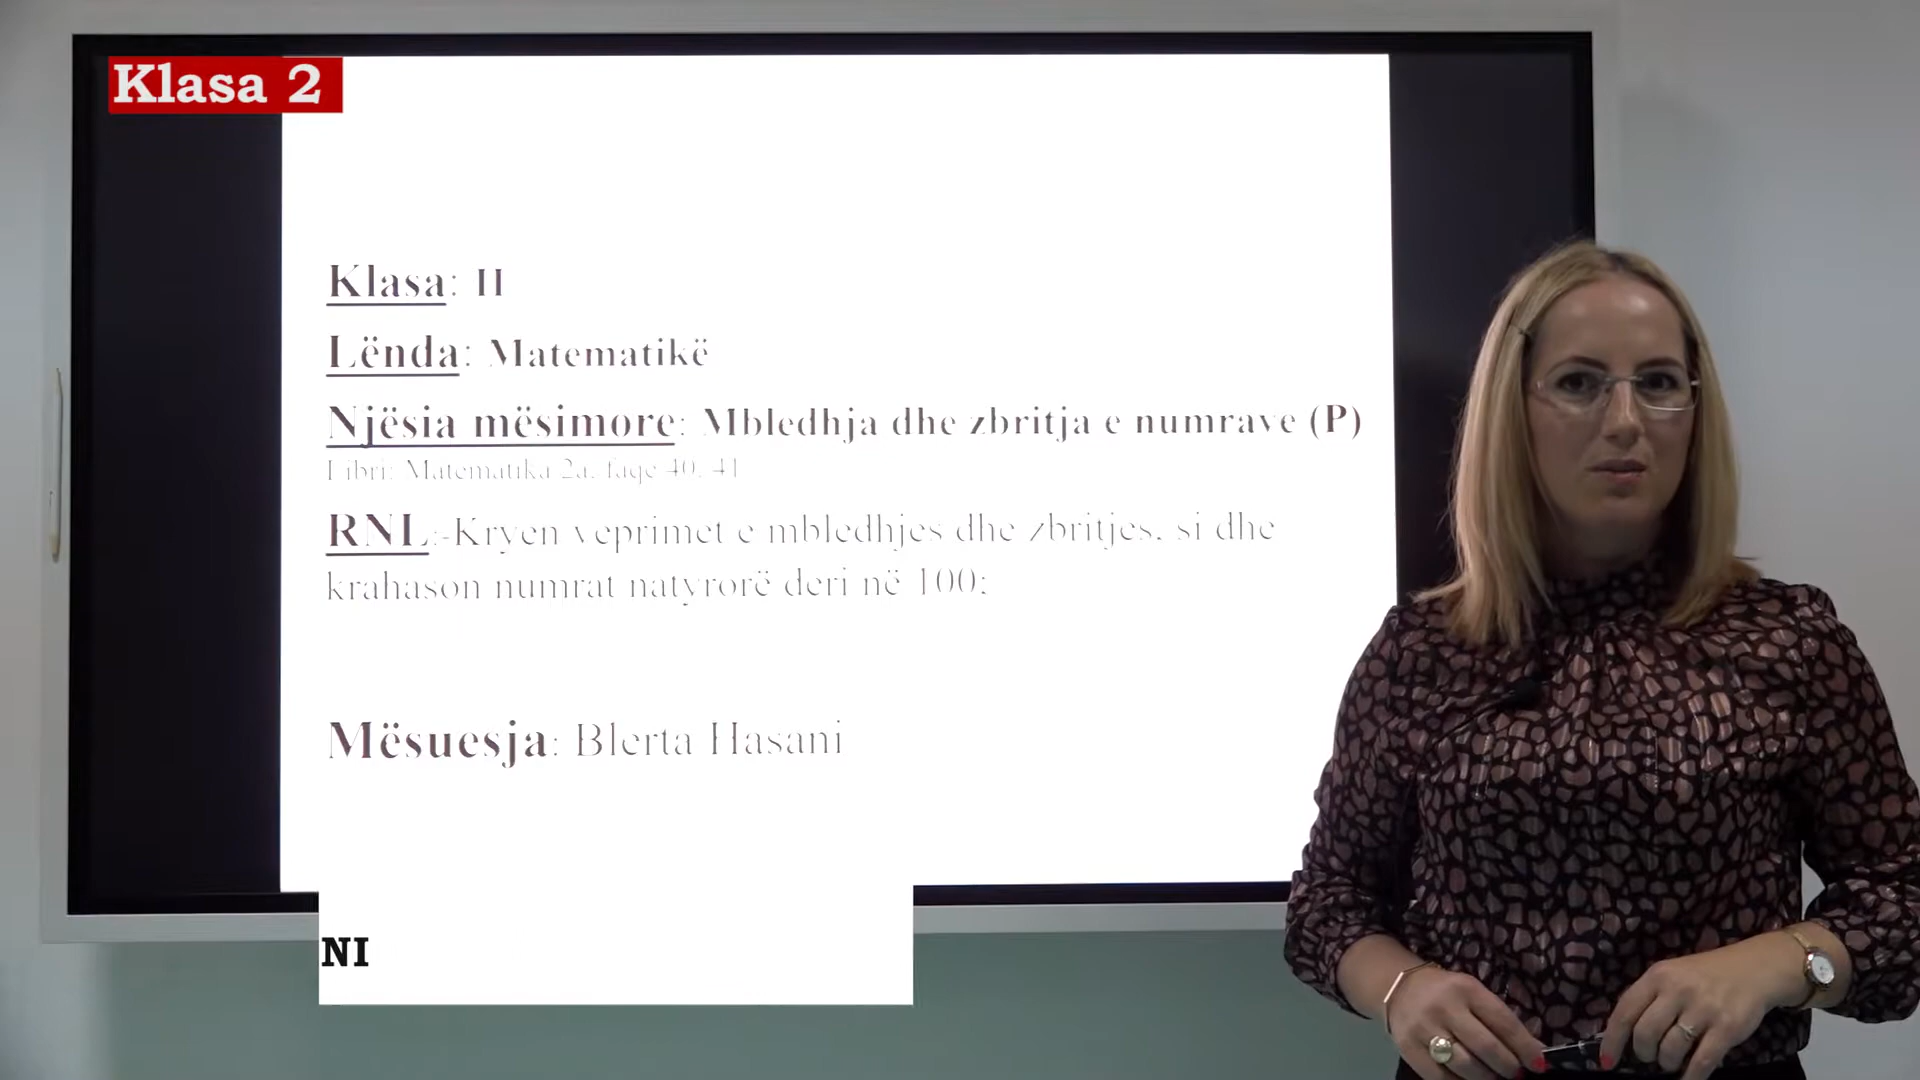 Klasa 2
Klasa: II
Lënda: Matematikë
Njësia mësimore: Mbledhja dhe zbritja e numrave (P)
Libri: Matematika 2a, faqe 40, 41
RNL:-Kryen veprimet e mbledhjes dhe zbritjes, si dhe
krahason numrat natyrorë deri në 100;
Mësuesja: Blerta Hasani
NI